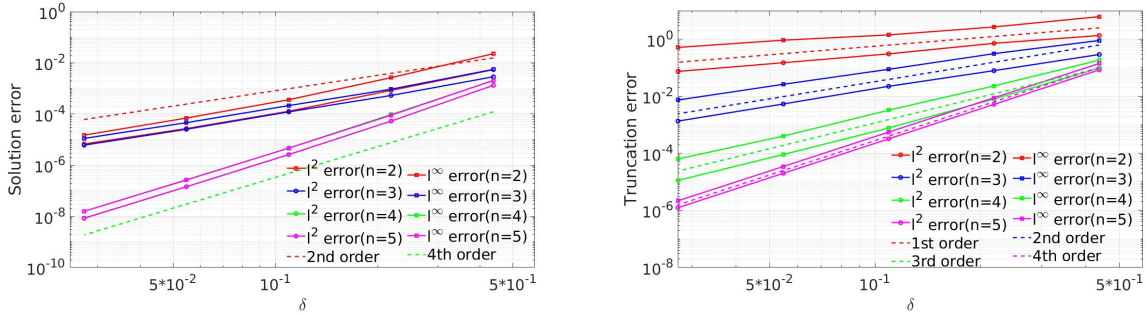 10^0
10^-2
10^-4
10^-6
10^-8
10^-10
Solution error
l^2 error(n=2)
l^∞ error(n=2)
l^2 error(n=3)
l^∞ error(n=3)
l^2 error(n=4)
l^∞ error(n=4)
l^2 error(n=5)
l^∞ error(n=5)
2nd order
4th order
5*10^-2
10^-1
5*10^-1
δ
10^0
10^-2
10^-4
10^-6
10^-8
Truncation error
l^2 error(n=2)
l^∞ error(n=2)
l^2 error(n=3)
l^∞ error(n=3)
l^2 error(n=4)
l^∞ error(n=4)
l^2 error(n=5)
l^∞ error(n=5)
1st order
2nd order
3rd order
4th order
5*10^-2
10^-1
5*10^-1
δ